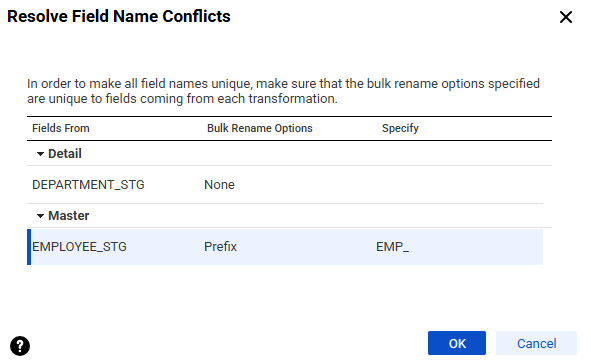 Resolve Field Name Conflicts
In order to make all field names unique, make sure that the bulk rename options specified
are unique to fields coming from each transformation.
Fields From Bulk Rename Options Specify
Detail
DEPARTMENT_STG None
Master
EMPLOYEE_STG Prefix EMP_
? OK Cancel